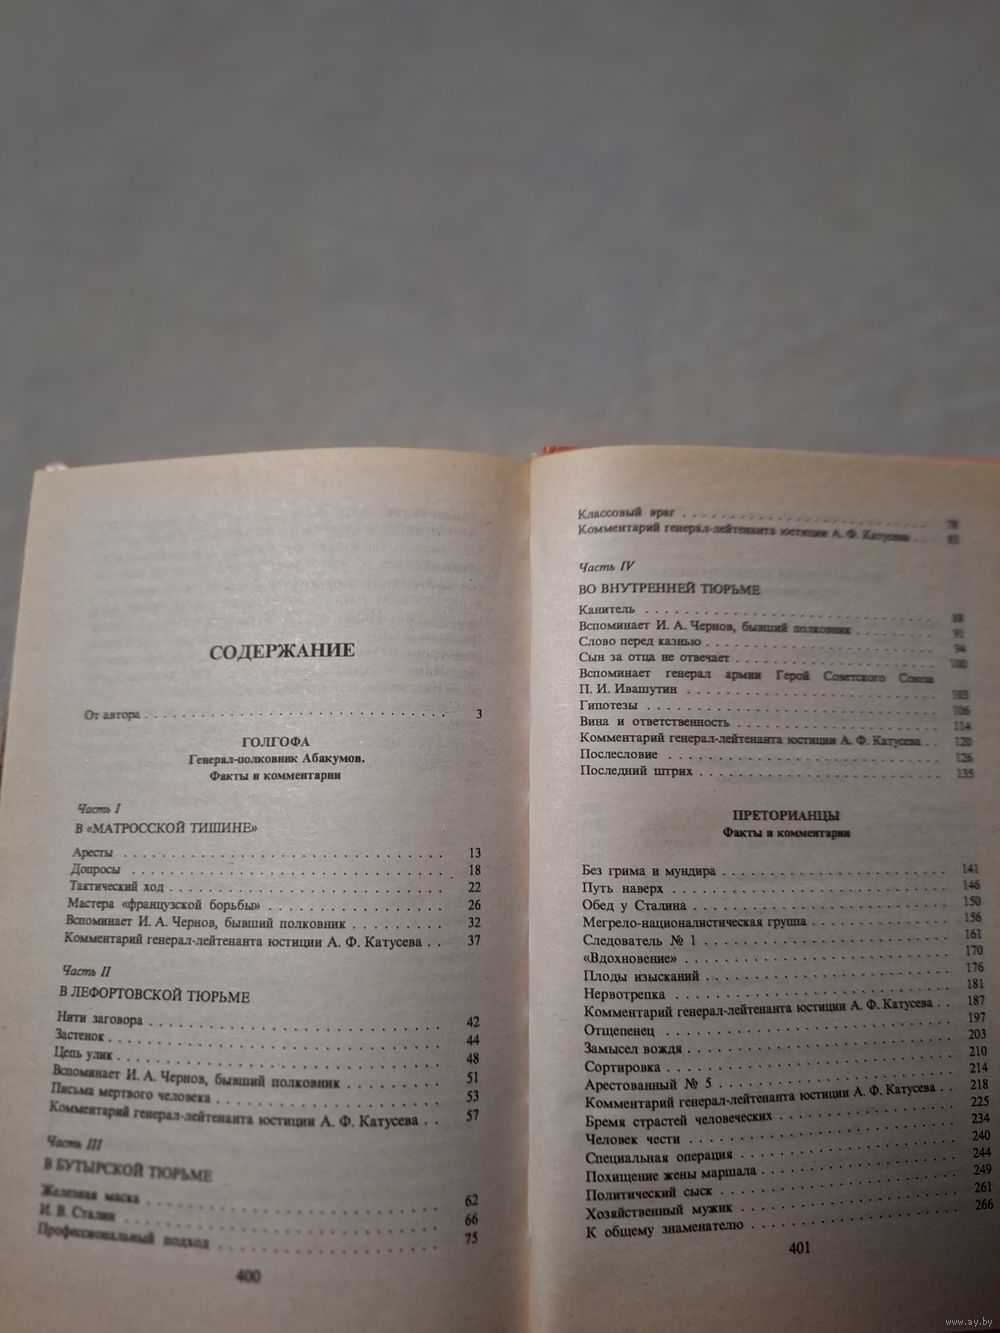 СОДЕРЖАНИЕ
От автора . . . . . . . . . . . . . . . . . . . . . . . . . . 3
ГОЛГОФА
Генерал-полковник Абакумов.
Факты и комментарии
Часть I
В «МАТРОССКОЙ ТИШИНЕ»
Аресты . . . . . . . . . . . . . . . . . . . . . . . . . . 13
Допросы . . . . . . . . . . . . . . . . . . . . . . . . . . 18
Тактический ход . . . . . . . . . . . . . . . . . . . . . . 22
Мастера «французской борьбы» . . . . . . . . . . . . . . 26
Вспоминает И. А. Чернов, бывший полковник . . . . . . . . 32
Комментарий генерал-лейтенанта юстиции А. Ф. Катусева . . 37
Часть II
В ЛЕФОРТОВСКОЙ ТЮРЬМЕ
Нити заговора . . . . . . . . . . . . . . . . . . . . . . 42
Застенок . . . . . . . . . . . . . . . . . . . . . . . . . 44
Цепь улик . . . . . . . . . . . . . . . . . . . . . . . . 48
Вспоминает И. А. Чернов, бывший полковник . . . . . . . . 51
Письма мертвого человека . . . . . . . . . . . . . . . . 53
Комментарий генерал-лейтенанта юстиции А. Ф. Катусева . . 57
Часть III
В БУТЫРСКОЙ ТЮРЬМЕ
Железная маска . . . . . . . . . . . . . . . . . . . . . 62
И. В. Сталин . . . . . . . . . . . . . . . . . . . . . . . 66
Профессиональный подход . . . . . . . . . . . . . . . . 75
400
Классовый враг . . . . . . . . . . . . . . . . . . . . . 78
Комментарий генерал-лейтенанта юстиции А. Ф. Катусева . . 85
Часть IV
ВО ВНУТРЕННЕЙ ТЮРЬМЕ
Канитель . . . . . . . . . . . . . . . . . . . . . . . . 88
Вспоминает И. А. Чернов, бывший полковник . . . . . . . 91
Слово перед казнью . . . . . . . . . . . . . . . . . . . 94
Сын за отца не отвечает . . . . . . . . . . . . . . . . . 100
Вспоминает генерал армии Герой Советского Союза
П. И. Ивашутин . . . . . . . . . . . . . . . . . . . . . 103
Гипотезы . . . . . . . . . . . . . . . . . . . . . . . . 106
Вина и ответственность . . . . . . . . . . . . . . . . . 114
Комментарий генерал-лейтенанта юстиции А. Ф. Катусева . . 120
Послесловие . . . . . . . . . . . . . . . . . . . . . . . 126
Последний штрих . . . . . . . . . . . . . . . . . . . . 135
ПРЕТОРИАНЦЫ
Факты и комментарии
Без грима и мундира . . . . . . . . . . . . . . . . . . 141
Путь наверх . . . . . . . . . . . . . . . . . . . . . . . 146
Обед у Сталина . . . . . . . . . . . . . . . . . . . . . 150
Мегрело-националистическая группа . . . . . . . . . . . 156
Следователь № 1 . . . . . . . . . . . . . . . . . . . . 161
«Вдохновение» . . . . . . . . . . . . . . . . . . . . . . 170
Плоды изысканий . . . . . . . . . . . . . . . . . . . . 176
Нервотрепка . . . . . . . . . . . . . . . . . . . . . . . 181
Комментарий генерал-лейтенанта юстиции А. Ф. Катусева . . 187
Отщепенец . . . . . . . . . . . . . . . . . . . . . . . . 197
Замысел вождя . . . . . . . . . . . . . . . . . . . . . . 203
Сортировка . . . . . . . . . . . . . . . . . . . . . . . 210
Арестованный № 5 . . . . . . . . . . . . . . . . . . . . 214
Комментарий генерал-лейтенанта юстиции А. Ф. Катусева . . 218
Бремя страстей человеческих . . . . . . . . . . . . . . . 225
Человек чести . . . . . . . . . . . . . . . . . . . . . . 234
Специальная операция . . . . . . . . . . . . . . . . . . 240
Похищение жены маршала . . . . . . . . . . . . . . . . . 244
Политический сыск . . . . . . . . . . . . . . . . . . . . 249
Хозяйственный мужик . . . . . . . . . . . . . . . . . . . 261
К общему знаменателю . . . . . . . . . . . . . . . . . . 266
401
www.ay.by